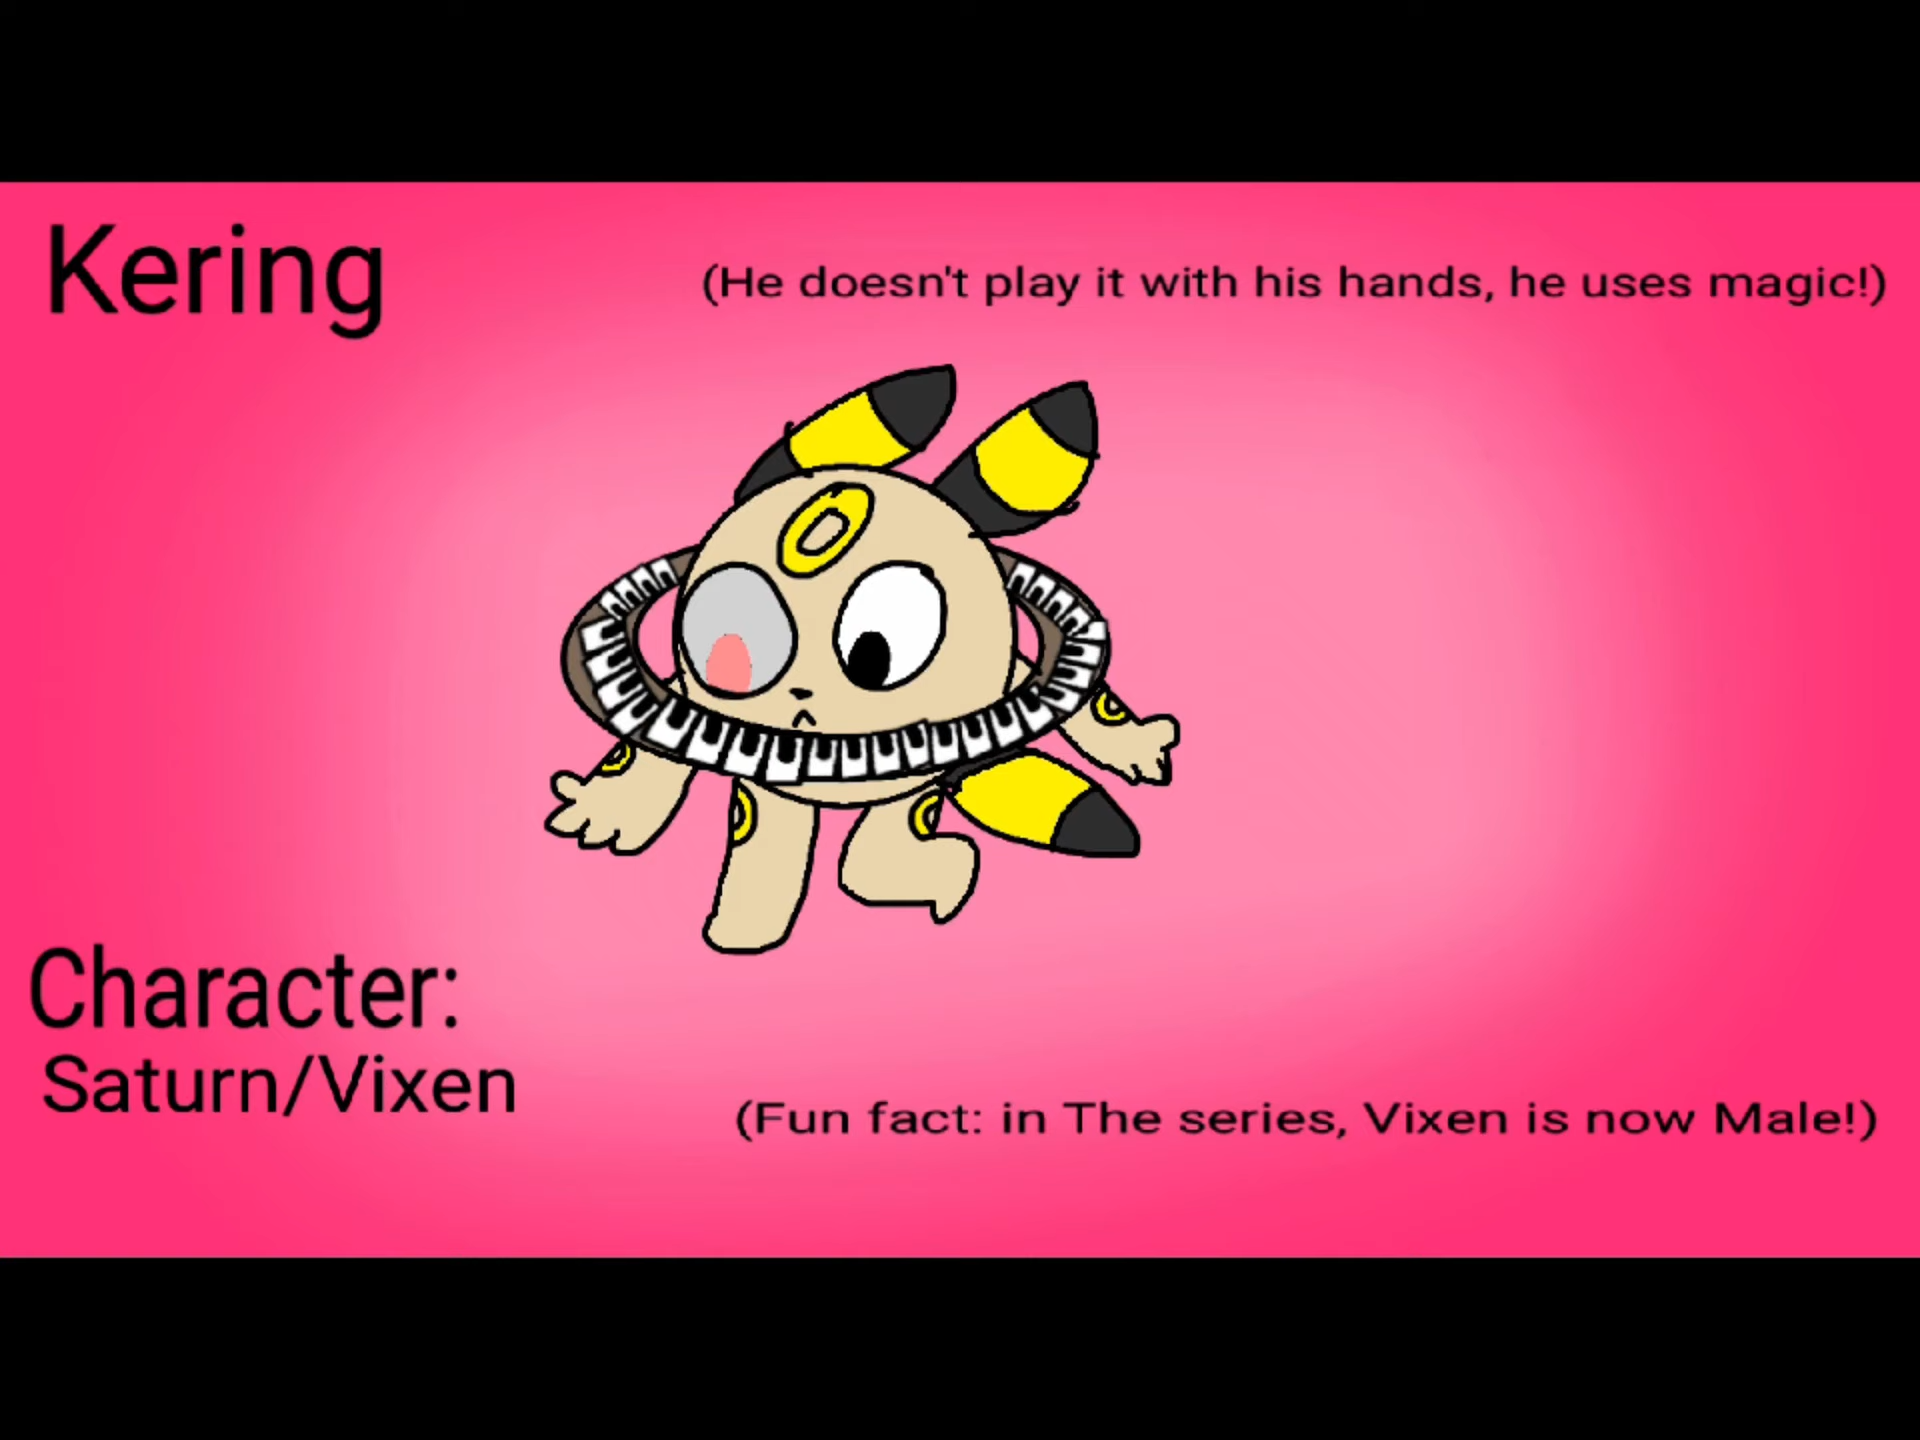 Kering
(He doesn't play it with his hands, he uses magic!)
Character:
Saturn/Vixen
(Fun fact: in The series, Vixen is now Male!)